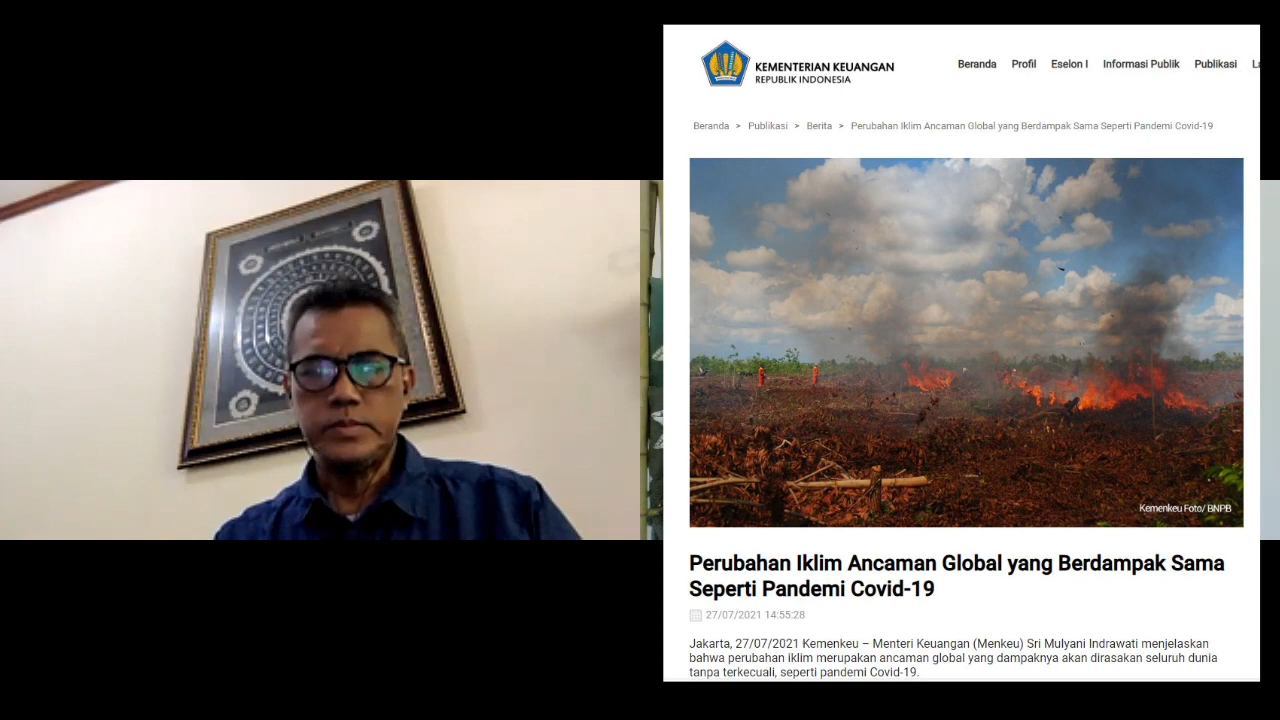 KEMENTERIAN KEUANGAN
REPUBLIK INDONESIA
Beranda Profil Eselon I Informasi Publik Publikasi
Beranda > Publikasi > Berita > Perubahan Iklim Ancaman Global yang Berdampak Sama Seperti Pandemi Covid-19
Kemenkeu Foto/ BNPB
Perubahan Iklim Ancaman Global yang Berdampak Sama
Seperti Pandemi Covid-19
27/07/2021 14:55:28
Jakarta, 27/07/2021 Kemenkeu – Menteri Keuangan (Menkeu) Sri Mulyani Indrawati menjelaskan
bahwa perubahan iklim merupakan ancaman global yang dampaknya akan dirasakan seluruh dunia
tanpa terkecuali, seperti pandemi Covid-19.